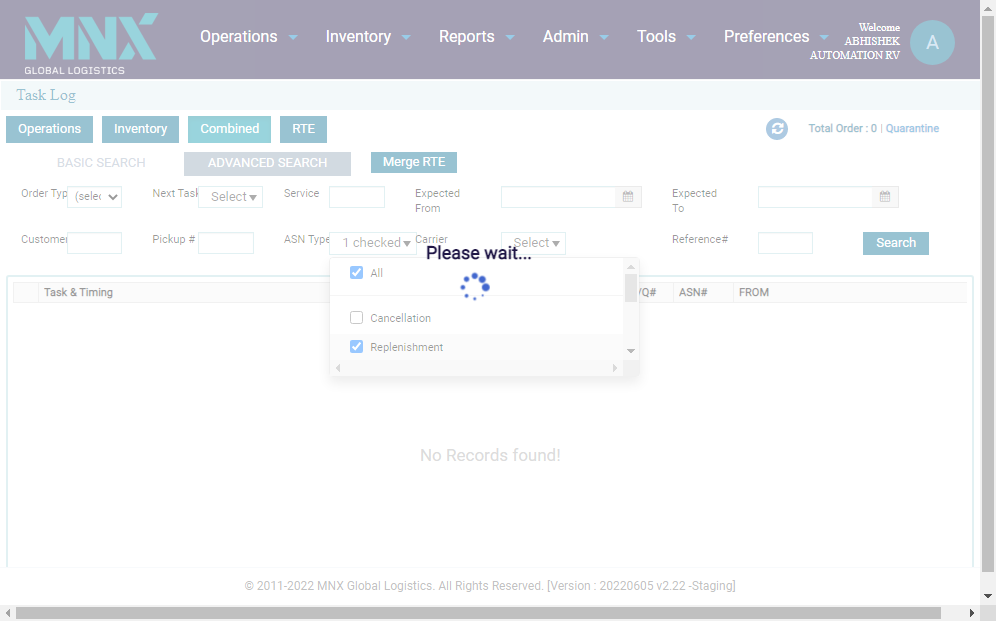 MNX
GLOBAL LOGISTICS
Operations Inventory Reports Admin Tools Preferences
Welcome
ABHISHEK
AUTOMATION RV
A
Task Log
Operations Inventory Combined RTE
Total Order : 0 | Quarantine
BASIC SEARCH ADVANCED SEARCH Merge RTE
Order Typ (selec Next Task Select Service Expected From Expected To
Customer Pickup # ASN Type 1 checked Carrier Select Reference# Search
Please wait...
All
Task & Timing /Q# ASN# FROM
Cancellation
Replenishment
No Records found!
© 2011-2022 MNX Global Logistics. All Rights Reserved. [Version : 20220605 v2.22 -Staging]